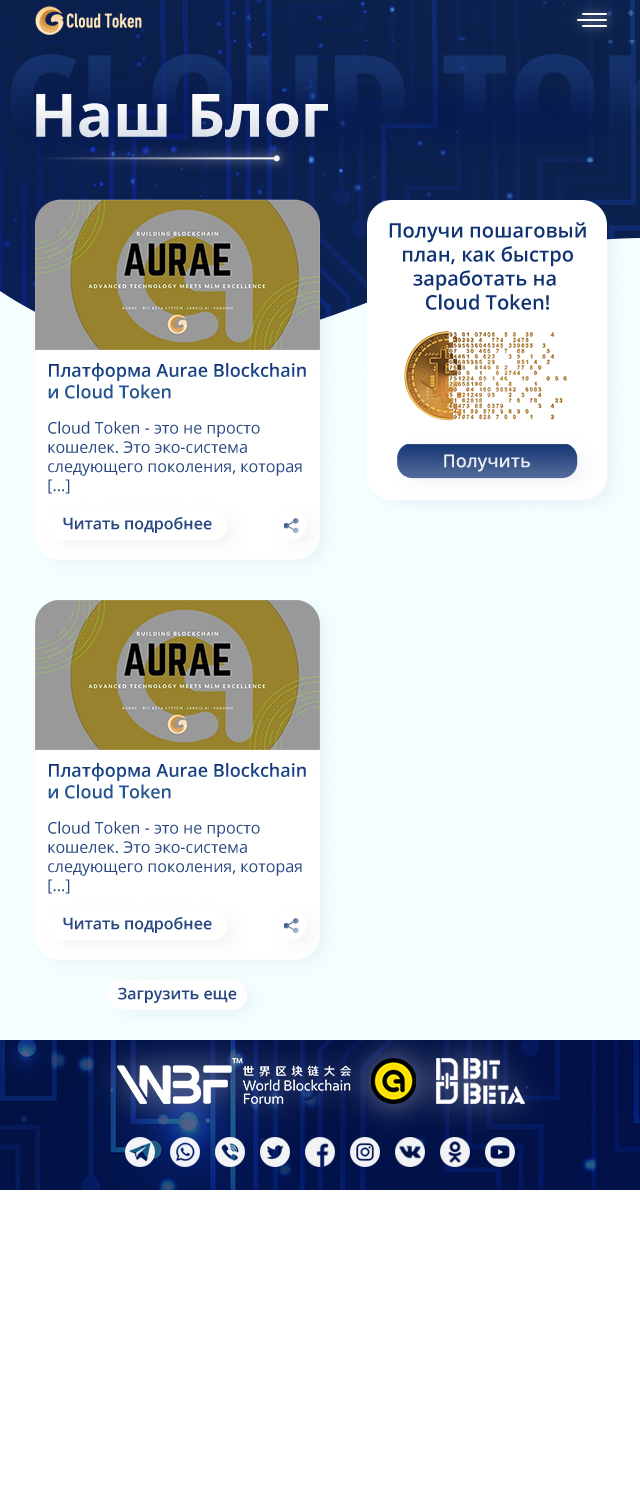 Cloud Token
CLOUD TOK
Наш Блог
BUILDING BLOCKCHAIN
AURAE
ADVANCED TECHNOLOGY MEETS MLM EXCELLENCE
AURAE · BIT BETA SYSTEM · JARVIS AI · VAROOM
Платформа Aurae Blockchain
и Cloud Token
Cloud Token - это не просто
кошелек. Это эко-система
следующего поколения, которая
[...]
Читать подробнее
Получи пошаговый
план, как быстро
заработать на
Cloud Token!
Получить
BUILDING BLOCKCHAIN
AURAE
ADVANCED TECHNOLOGY MEETS MLM EXCELLENCE
AURAE · BIT BETA SYSTEM · JARVIS AI · VAROOM
Платформа Aurae Blockchain
и Cloud Token
Cloud Token - это не просто
кошелек. Это эко-система
следующего поколения, которая
[...]
Читать подробнее
Загрузить еще
WBF™
世界区块链大会
World Blockchain
Forum
BIT
BETA